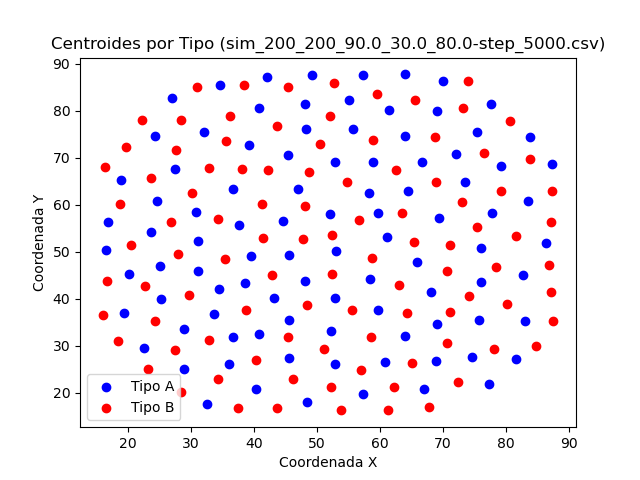 Centroides por Tipo (sim_200_200_90.0_30.0_80.0-step_5000.csv)
90
80
70
60
50
40
30
20
Coordenada Y
Tipo A
Tipo B
20 30 40 50 60 70 80 90
Coordenada X